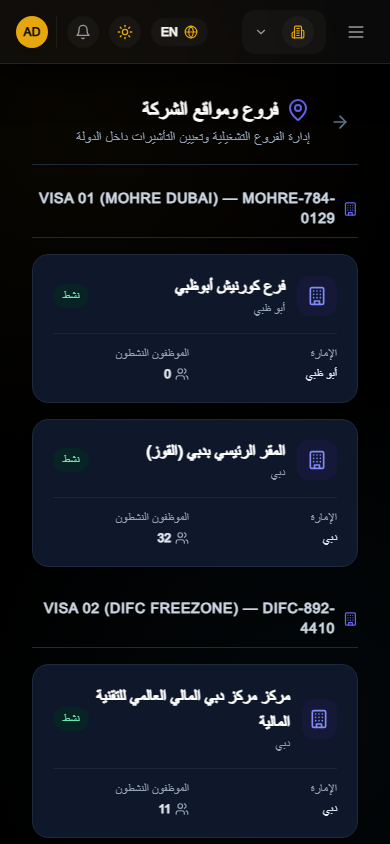 AD
EN
فروع ومواقع الشركة
إدارة الفروع التشغيلية وتعيين التأشيرات داخل الدولة
VISA 01 (MOHRE DUBAI) — MOHRE-784-
0129
فرع كورنيش أبوظبي
أبو ظبي
نشط
الإمارة
أبو ظبي
الموظفون النشطون
0
المقر الرئيسي بدبي (القوز)
دبي
نشط
الإمارة
دبي
الموظفون النشطون
32
VISA 02 (DIFC FREEZONE) — DIFC-892-
4410
مركز مركز دبي المالي العالمي للتقنية
المالية
دبي
نشط
الإمارة
دبي
الموظفون النشطون
11